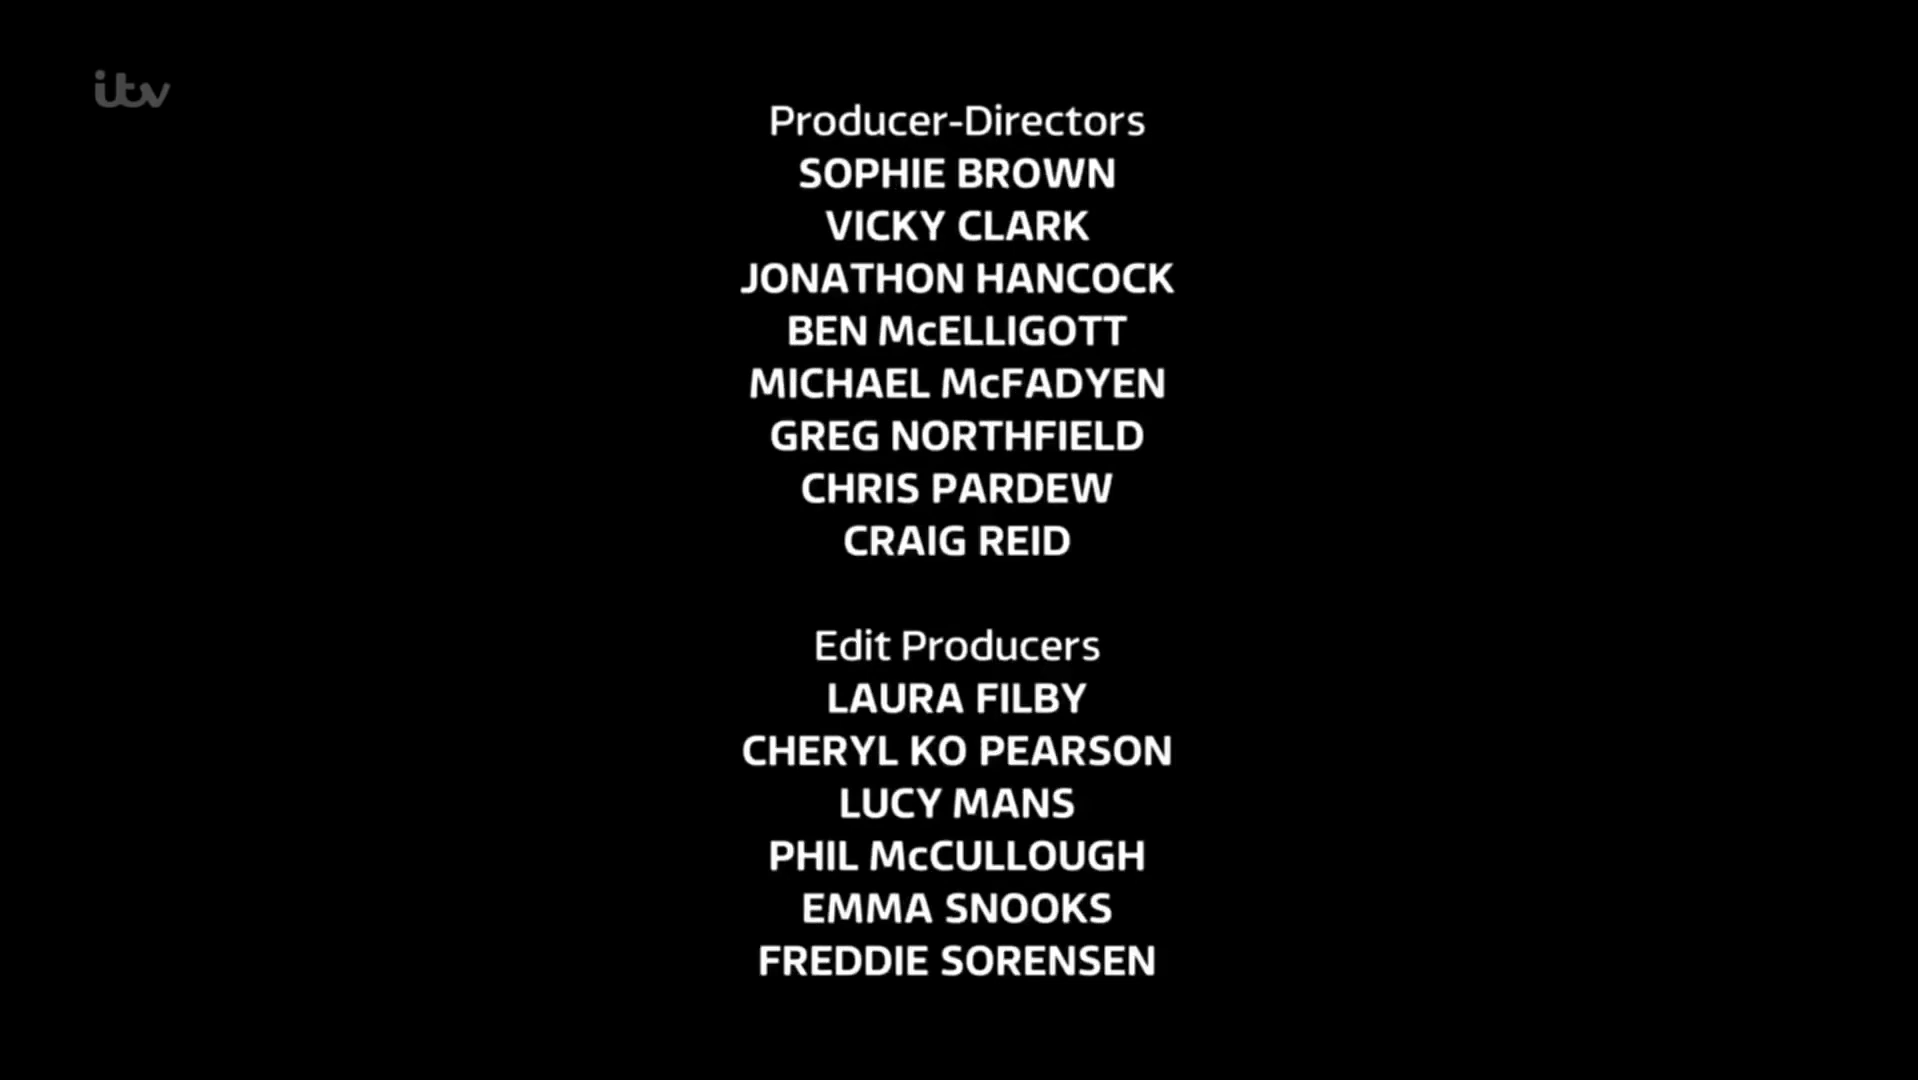 itv
Producer-Directors
SOPHIE BROWN
VICKY CLARK
JONATHON HANCOCK
BEN McELLIGOTT
MICHAEL McFADYEN
GREG NORTHFIELD
CHRIS PARDEW
CRAIG REID
Edit Producers
LAURA FILBY
CHERYL KO PEARSON
LUCY MANS
PHIL McCULLOUGH
EMMA SNOOKS
FREDDIE SORENSEN